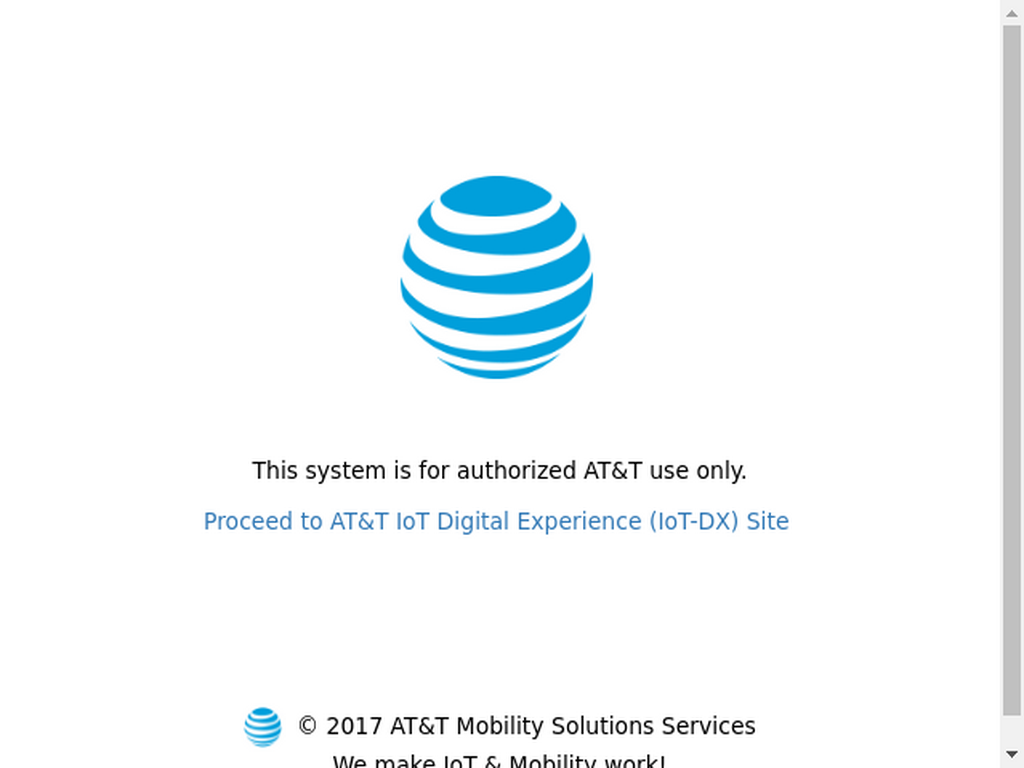 This system is for authorized AT&T use only.
Proceed to AT&T IoT Digital Experience (IoT-DX) Site
© 2017 AT&T Mobility Solutions Services
We make IoT & Mobility work!